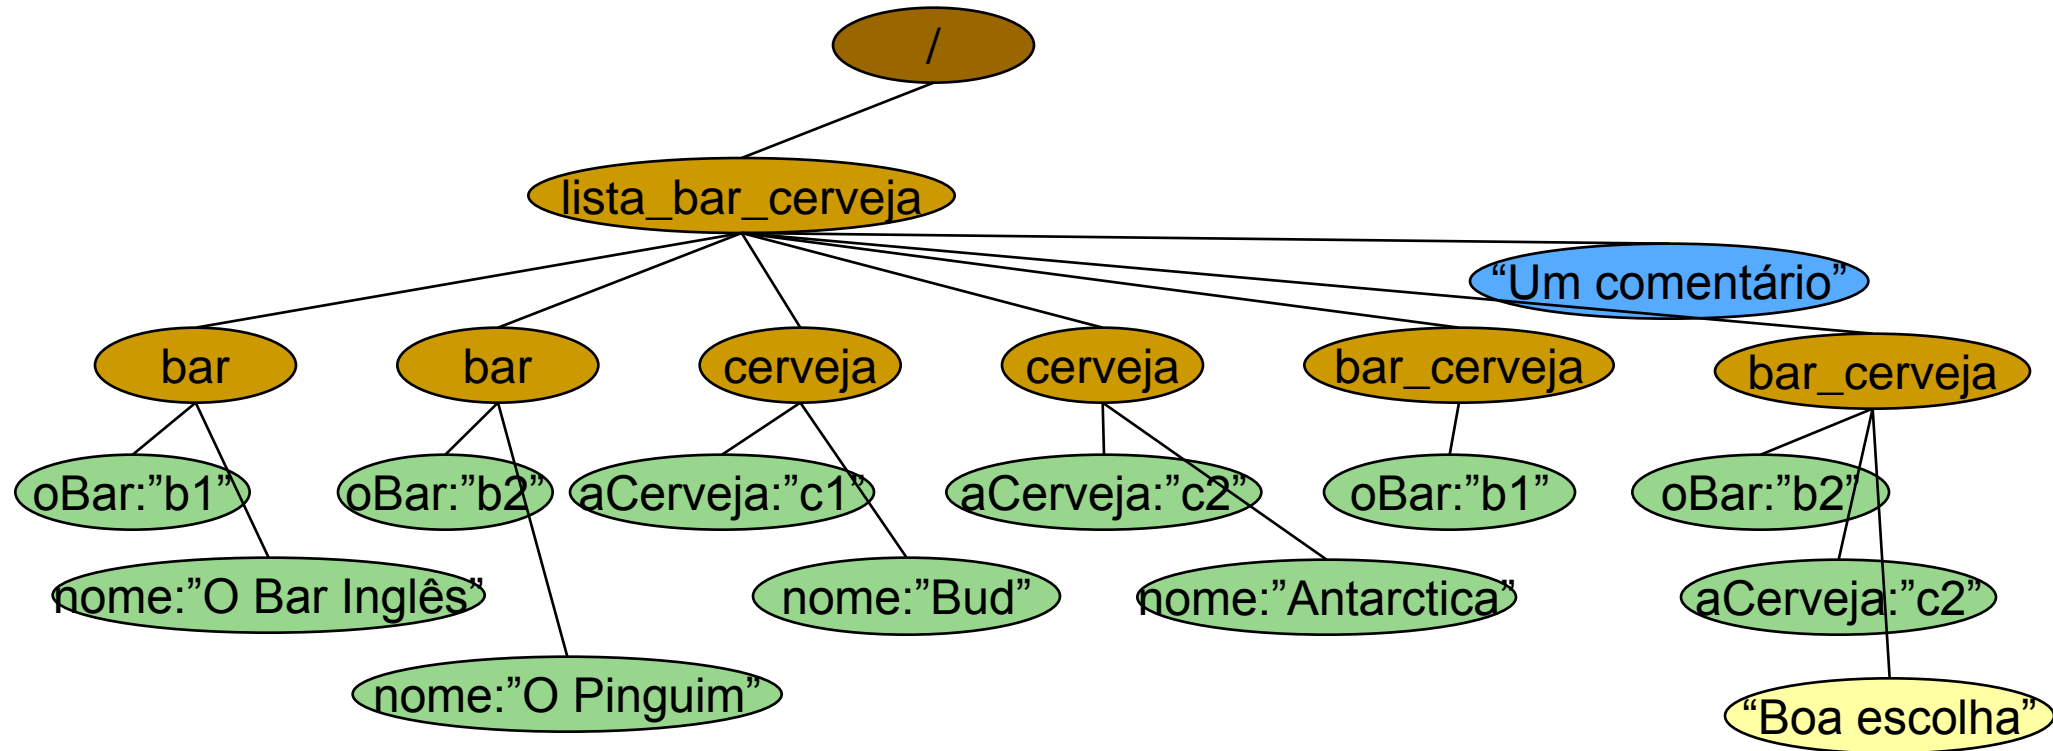 /
lista_bar_cerveja
“Um comentário”
bar
bar
cerveja
cerveja
bar_cerveja
bar_cerveja
oBar:”b1”
oBar:”b2”
aCerveja:”c1”
aCerveja:”c2”
oBar:”b1”
oBar:”b2”
nome:”O Bar Inglês”
nome:”Bud”
nome:”Antarctica”
aCerveja:”c2”
nome:”O Pinguim”
“Boa escolha”